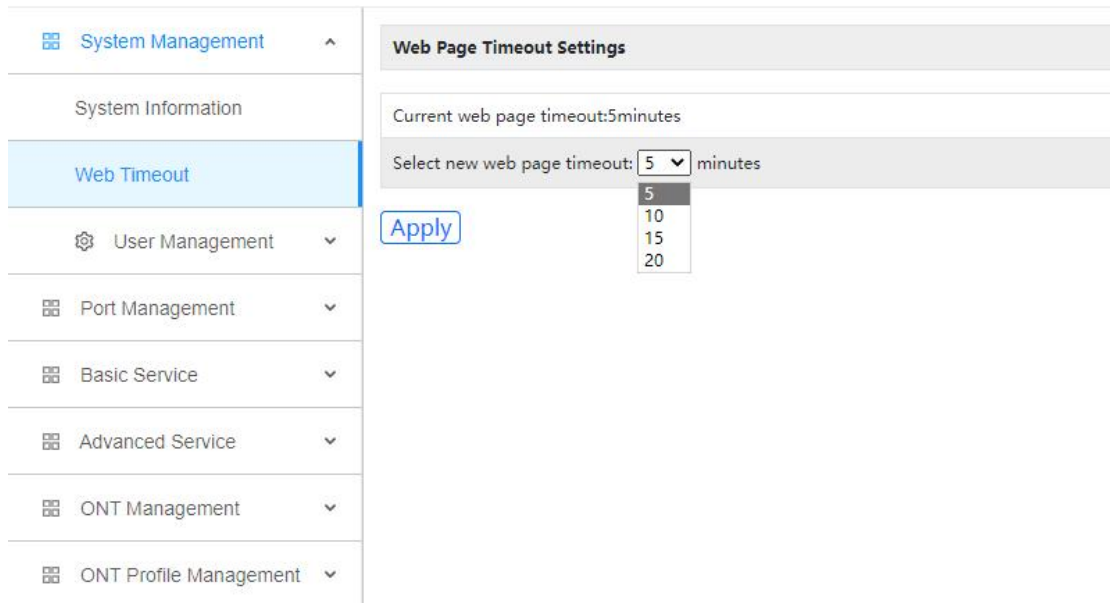 System Management
System Information
Web Timeout
User Management
Port Management
Basic Service
Advanced Service
ONT Management
ONT Profile Management
Web Page Timeout Settings
Current web page timeout:5minutes
Select new web page timeout: 5 minutes
5
10
15
20
Apply